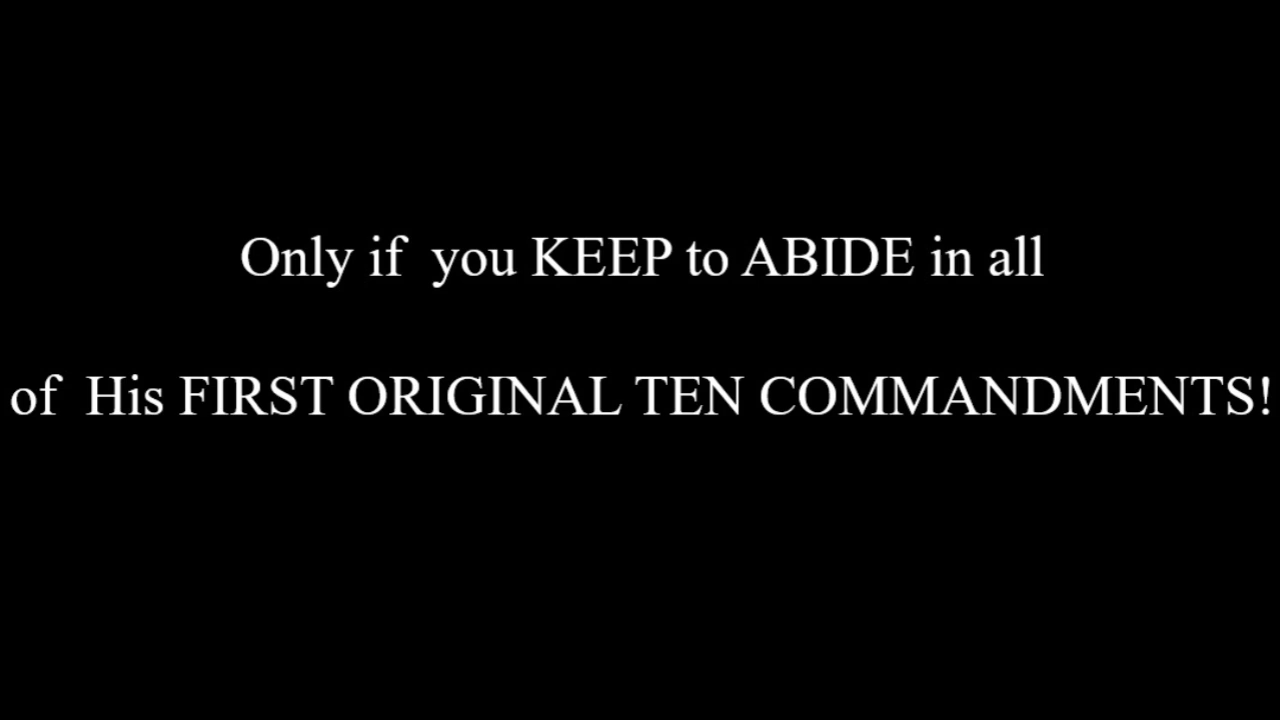 Only if  you KEEP to ABIDE in all
of  His FIRST ORIGINAL TEN COMMANDMENTS!